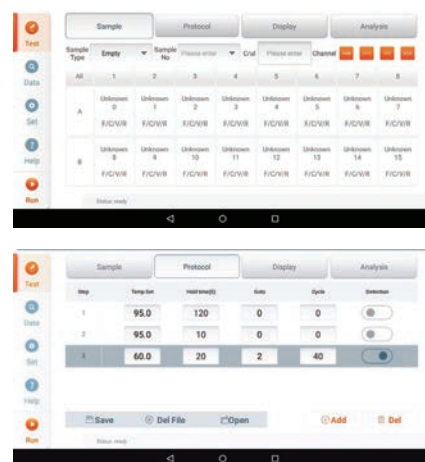 Sample Protocol Display Analysis
Test
Sample Type Empty Sample No Please enter Crul Please enter Channel
All 1 2 3 4 5 6 7 8
Data
A
Unknown 0 Unknown 1 Unknown 2 Unknown 3 Unknown 4 Unknown 5 Unknown 6 Unknown 7
F/C/V/R F/C/V/R F/C/V/R F/C/V/R F/C/V/R F/C/V/R F/C/V/R F/C/V/R
Set
Help
B
Unknown 8 Unknown 9 Unknown 10 Unknown 11 Unknown 12 Unknown 13 Unknown 14 Unknown 15
F/C/V/R F/C/V/R F/C/V/R F/C/V/R F/C/V/R F/C/V/R F/C/V/R F/C/V/R
Run
Status: ready
Sample Protocol Display Analysis
Test
Step Temp Set Hold time(S) Goto Cycle Detection
Data
1 95.0 120 0 0
2 95.0 10 0 0
Set
3 60.0 20 2 40
Help
Save Del File Open Add Del
Run
Status: ready